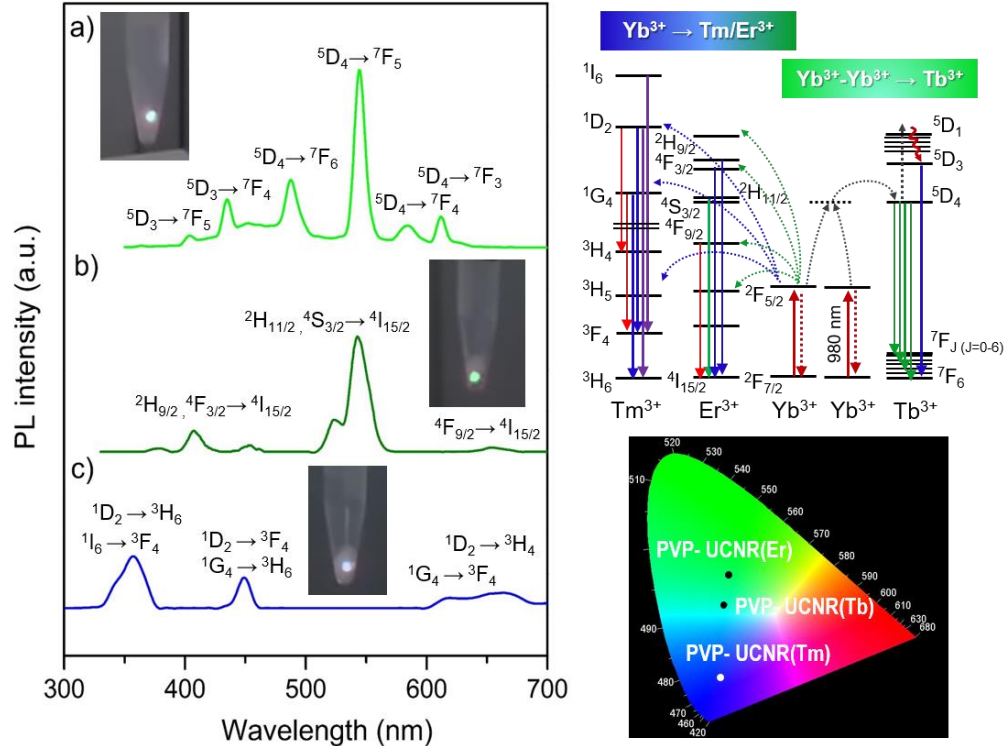 a)
⁵D₄ → ⁷F₅
⁵D₄ → ⁷F₆
⁵D₃ → ⁷F₄
⁵D₃ → ⁷F₅
⁵D₄ → ⁷F₃
⁵D₄ → ⁷F₄
b)
²H₁₁/₂ , ⁴S₃/₂ → ⁴I₁₅/₂
²H₉/₂ , ⁴F₃/₂ → ⁴I₁₅/₂
⁴F₉/₂ → ⁴I₁₅/₂
c)
¹D₂ → ³H₆
¹I₆ → ³F₄
¹D₂ → ³F₄
¹G₄ → ³H₆
¹D₂ → ³H₄
¹G₄ → ³F₄
PL intensity (a.u.)
300 400 500 600 700
Wavelength (nm)
Yb³⁺ → Tm/Er³⁺
Yb³⁺-Yb³⁺ → Tb³⁺
¹I₆
¹D₂
¹G₄
³H₄
³H₅
³F₄
³H₆
²H₉/₂
⁴F₃/₂
²H₁₁/₂
⁴S₃/₂
⁴F₉/₂
⁴I₁₅/₂
²F₅/₂
²F₇/₂
980 nm
⁵D₁
⁵D₃
⁵D₄
⁷F_J (J=0-6)
⁷F₆
Tm³⁺ Er³⁺ Yb³⁺ Yb³⁺ Tb³⁺
520
530
510
540
550
560
570
580
590
600
610
630
680
490
480
470
460
420
PVP- UCNR(Er)
PVP- UCNR(Tb)
PVP- UCNR(Tm)